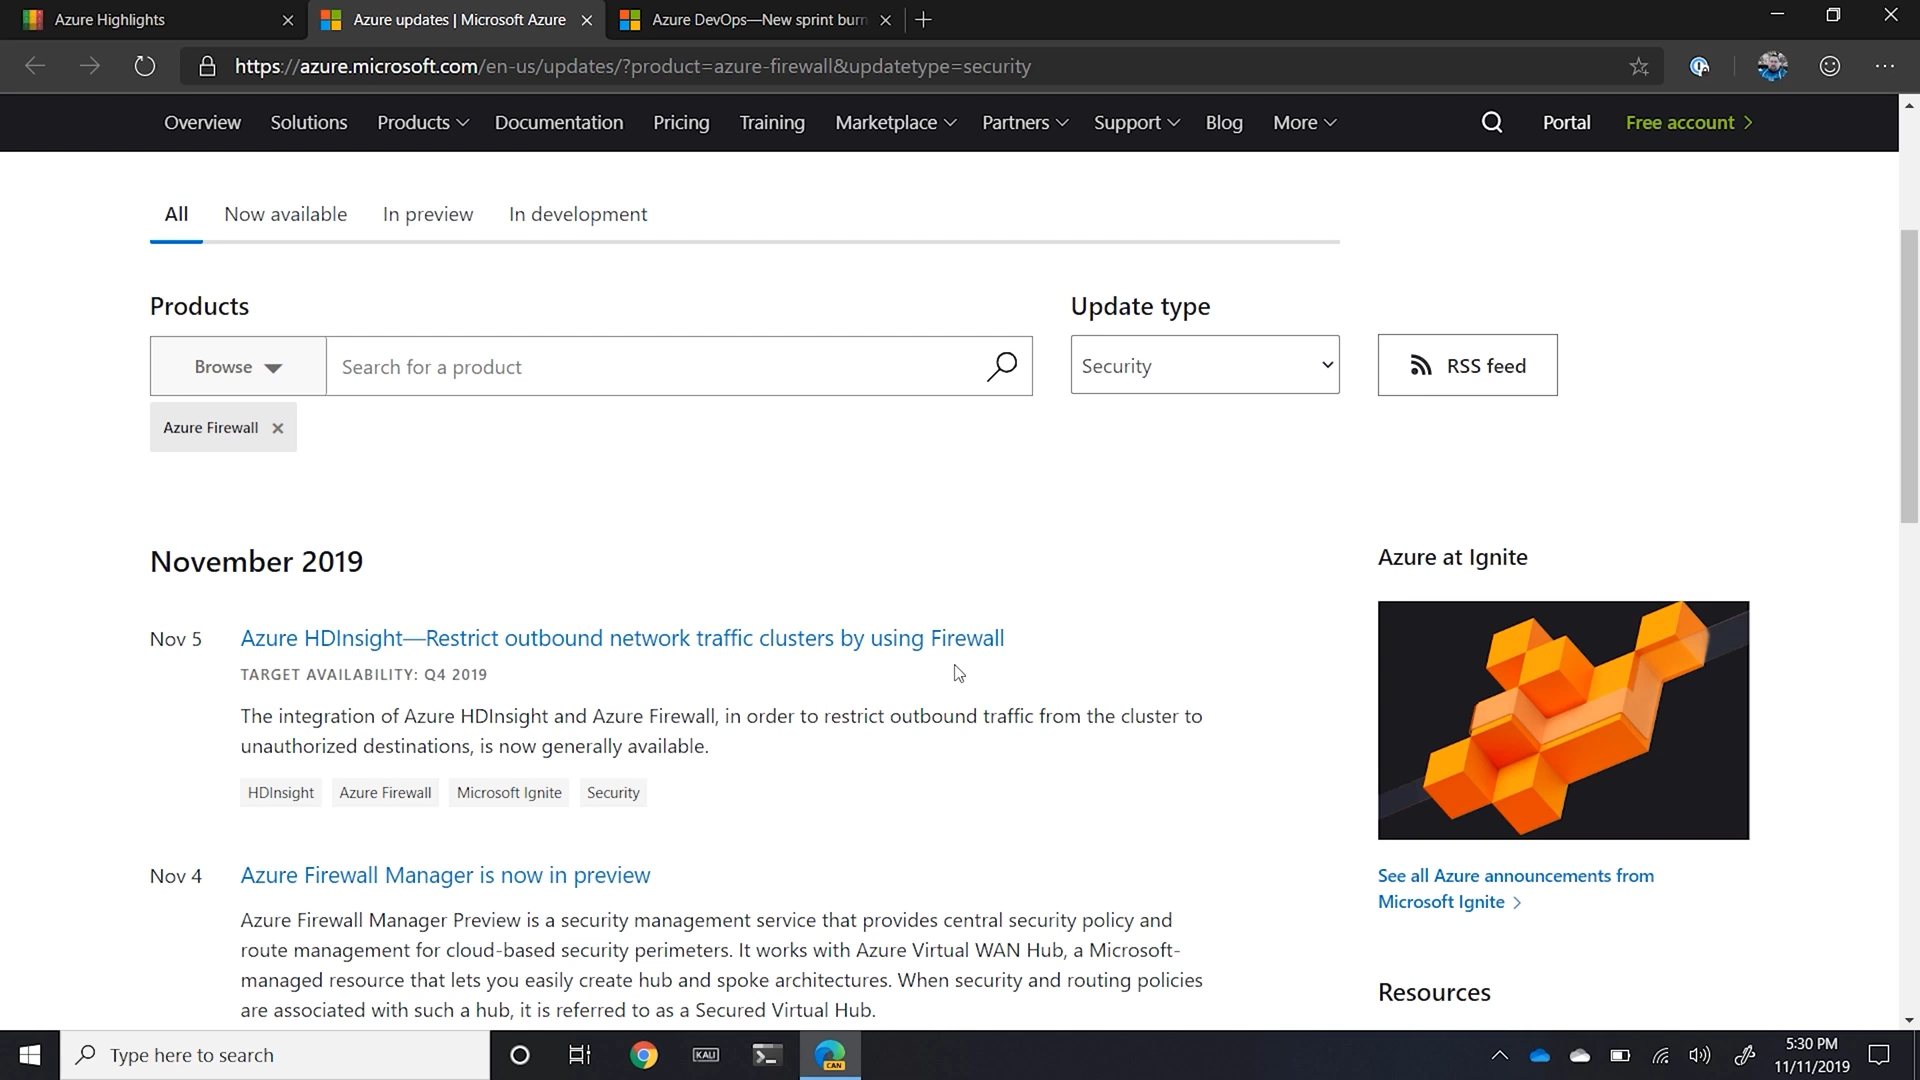 Azure Highlights
Azure updates | Microsoft Azure
Azure DevOps—New sprint burn
https://azure.microsoft.com/en-us/updates/?product=azure-firewall&updatetype=security
Overview Solutions Products Documentation Pricing Training Marketplace Partners Support Blog More Portal Free account
All Now available In preview In development
Products
Update type
Browse Search for a product
Security
RSS feed
Azure Firewall
November 2019
Nov 5 Azure HDInsight—Restrict outbound network traffic clusters by using Firewall
TARGET AVAILABILITY: Q4 2019
The integration of Azure HDInsight and Azure Firewall, in order to restrict outbound traffic from the cluster to
unauthorized destinations, is now generally available.
HDInsight Azure Firewall Microsoft Ignite Security
Nov 4 Azure Firewall Manager is now in preview
Azure Firewall Manager Preview is a security management service that provides central security policy and
route management for cloud-based security perimeters. It works with Azure Virtual WAN Hub, a Microsoft-
managed resource that lets you easily create hub and spoke architectures. When security and routing policies
are associated with such a hub, it is referred to as a Secured Virtual Hub.
Azure at Ignite
See all Azure announcements from
Microsoft Ignite
Resources
Type here to search
KALI
CAN
5:30 PM
11/11/2019